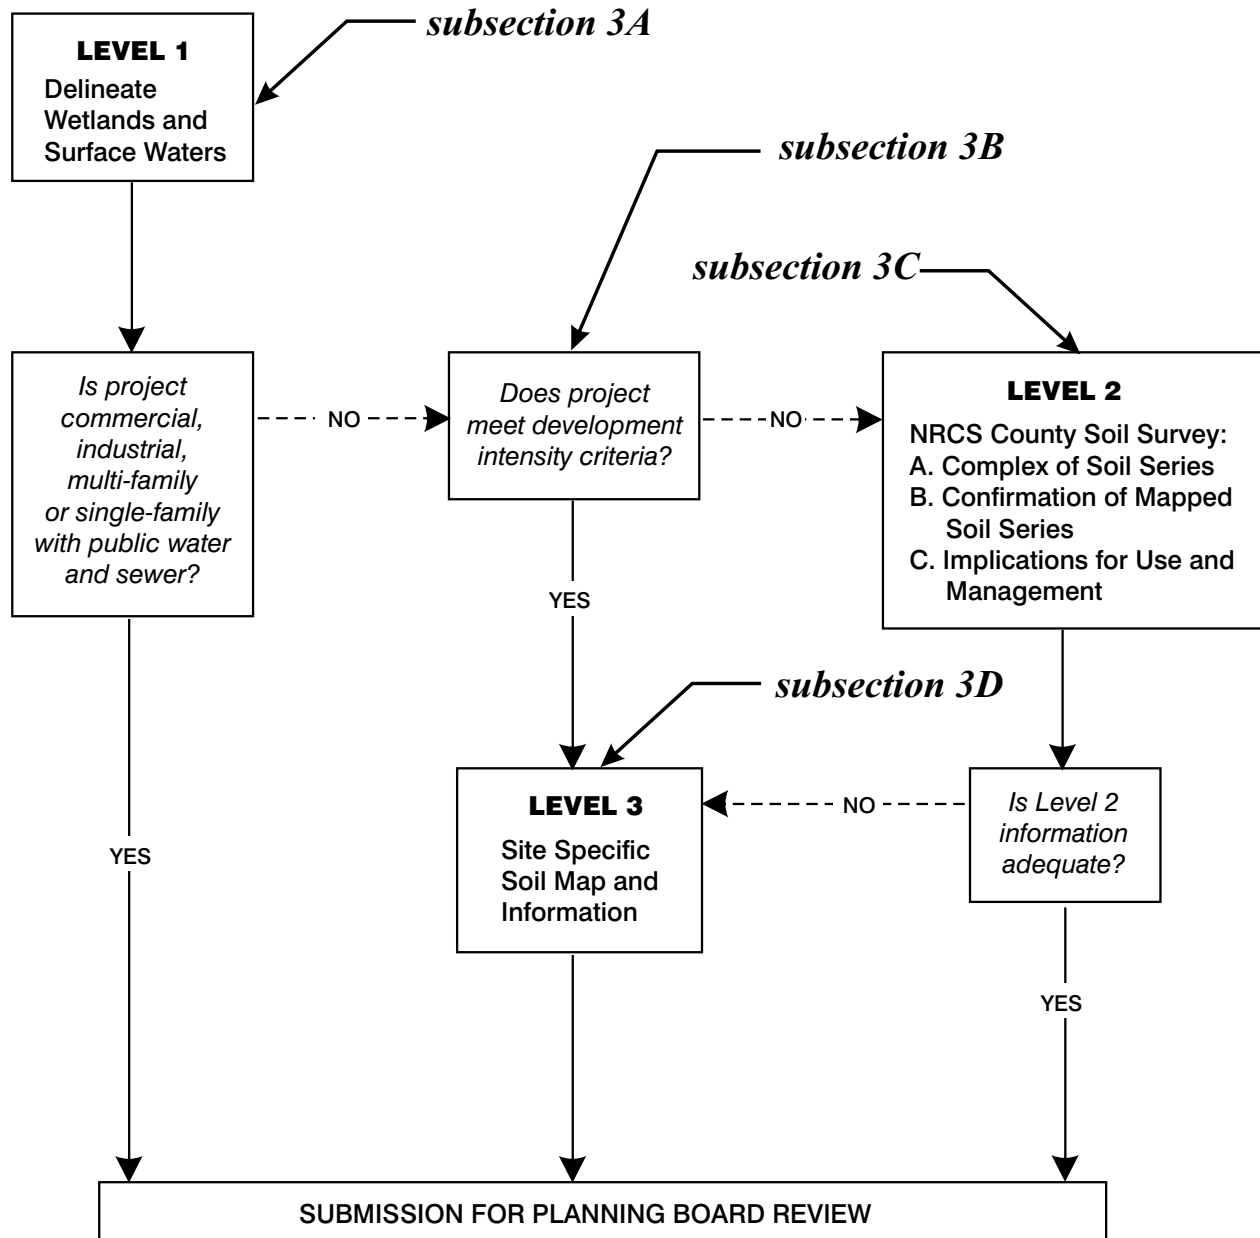 subsection 3A
LEVEL 1
Delineate
Wetlands and
Surface Waters
subsection 3B
subsection 3C
Is project
commercial,
industrial,
multi-family
or single-family
with public water
and sewer?
NO
Does project
meet development
intensity criteria?
NO
LEVEL 2
NRCS County Soil Survey:
A. Complex of Soil Series
B. Confirmation of Mapped
Soil Series
C. Implications for Use and
Management
YES
subsection 3D
LEVEL 3
Site Specific
Soil Map and
Information
NO
Is Level 2
information
adequate?
YES
YES
SUBMISSION FOR PLANNING BOARD REVIEW